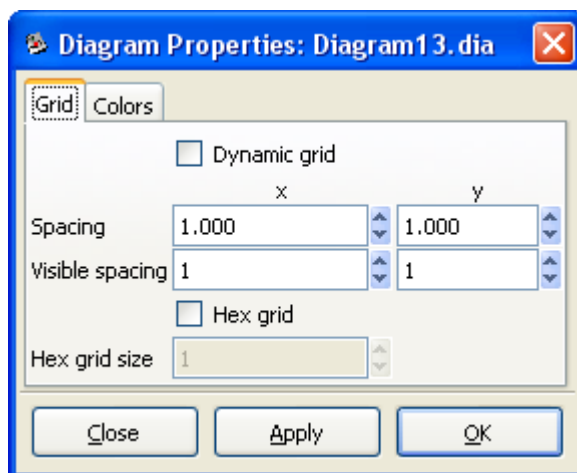 Diagram Properties: Diagram13.dia
Grid Colors
Dynamic grid
x y
Spacing 1.000 1.000
Visible spacing 1 1
Hex grid
Hex grid size 1
Close Apply OK